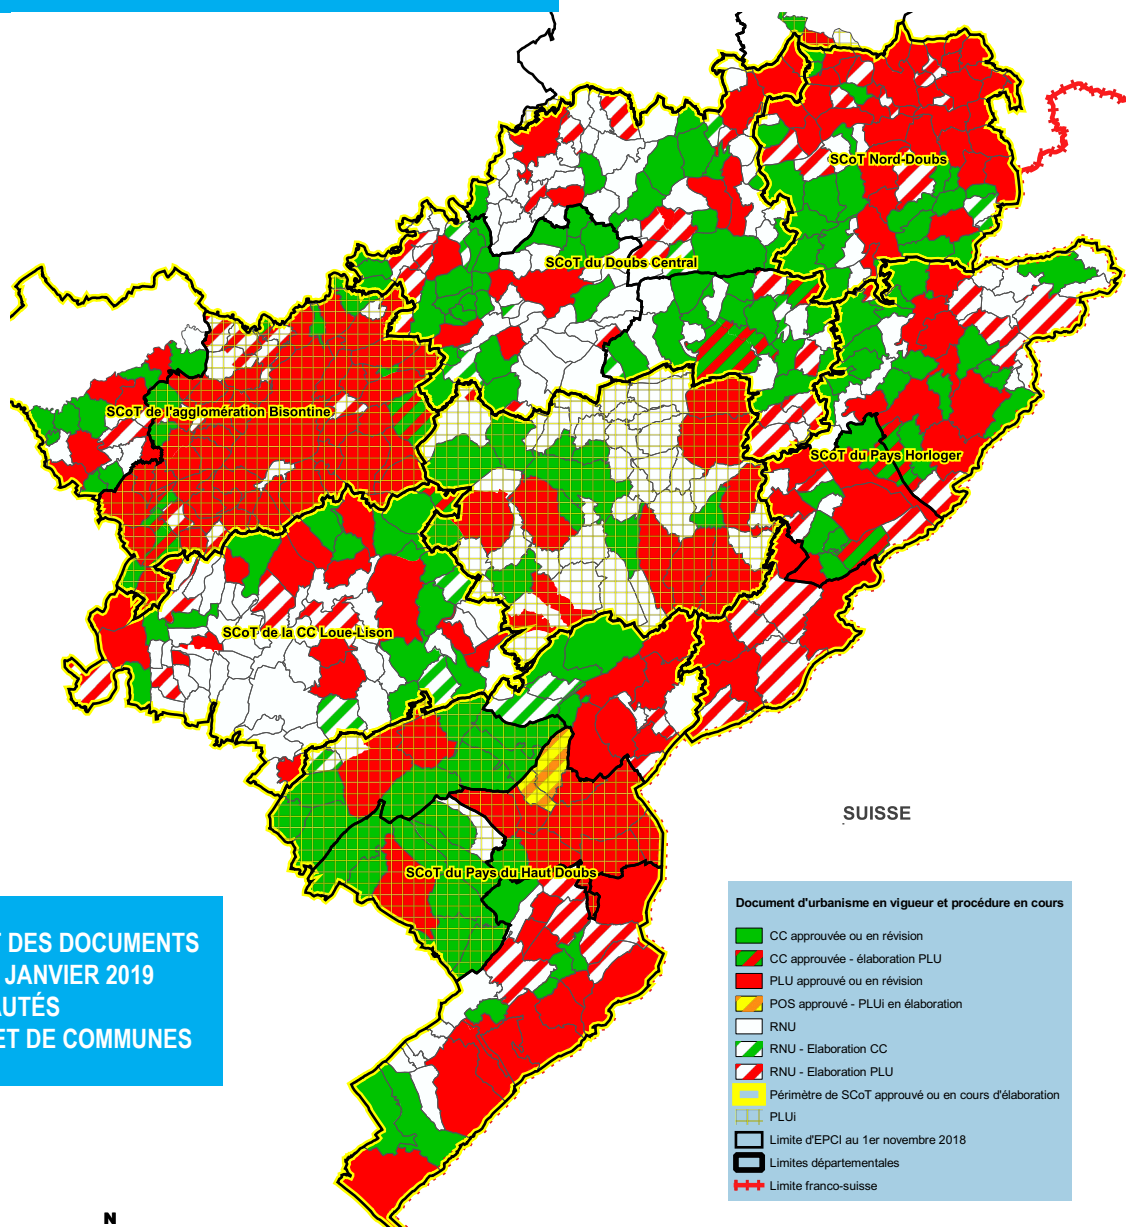 SCoT Nord-Doubs
SCoT du Doubs Central
SCoT de l'agglomération Bisontine
SCoT du Pays Horloger
SCoT de la CC Loue-Lison
SUISSE
SCoT du Pays du Haut Doubs
T DES DOCUMENTS
JANVIER 2019
AUTÉS
ET DE COMMUNES
Document d'urbanisme en vigueur et procédure en cours
CC approuvée ou en révision
CC approuvée - élaboration PLU
PLU approuvé ou en révision
POS approuvé - PLUi en élaboration
RNU
RNU - Elaboration CC
RNU - Elaboration PLU
Périmètre de SCoT approuvé ou en cours d'élaboration
PLUi
Limite d'EPCI au 1er novembre 2018
Limites départementales
Limite franco-suisse
N